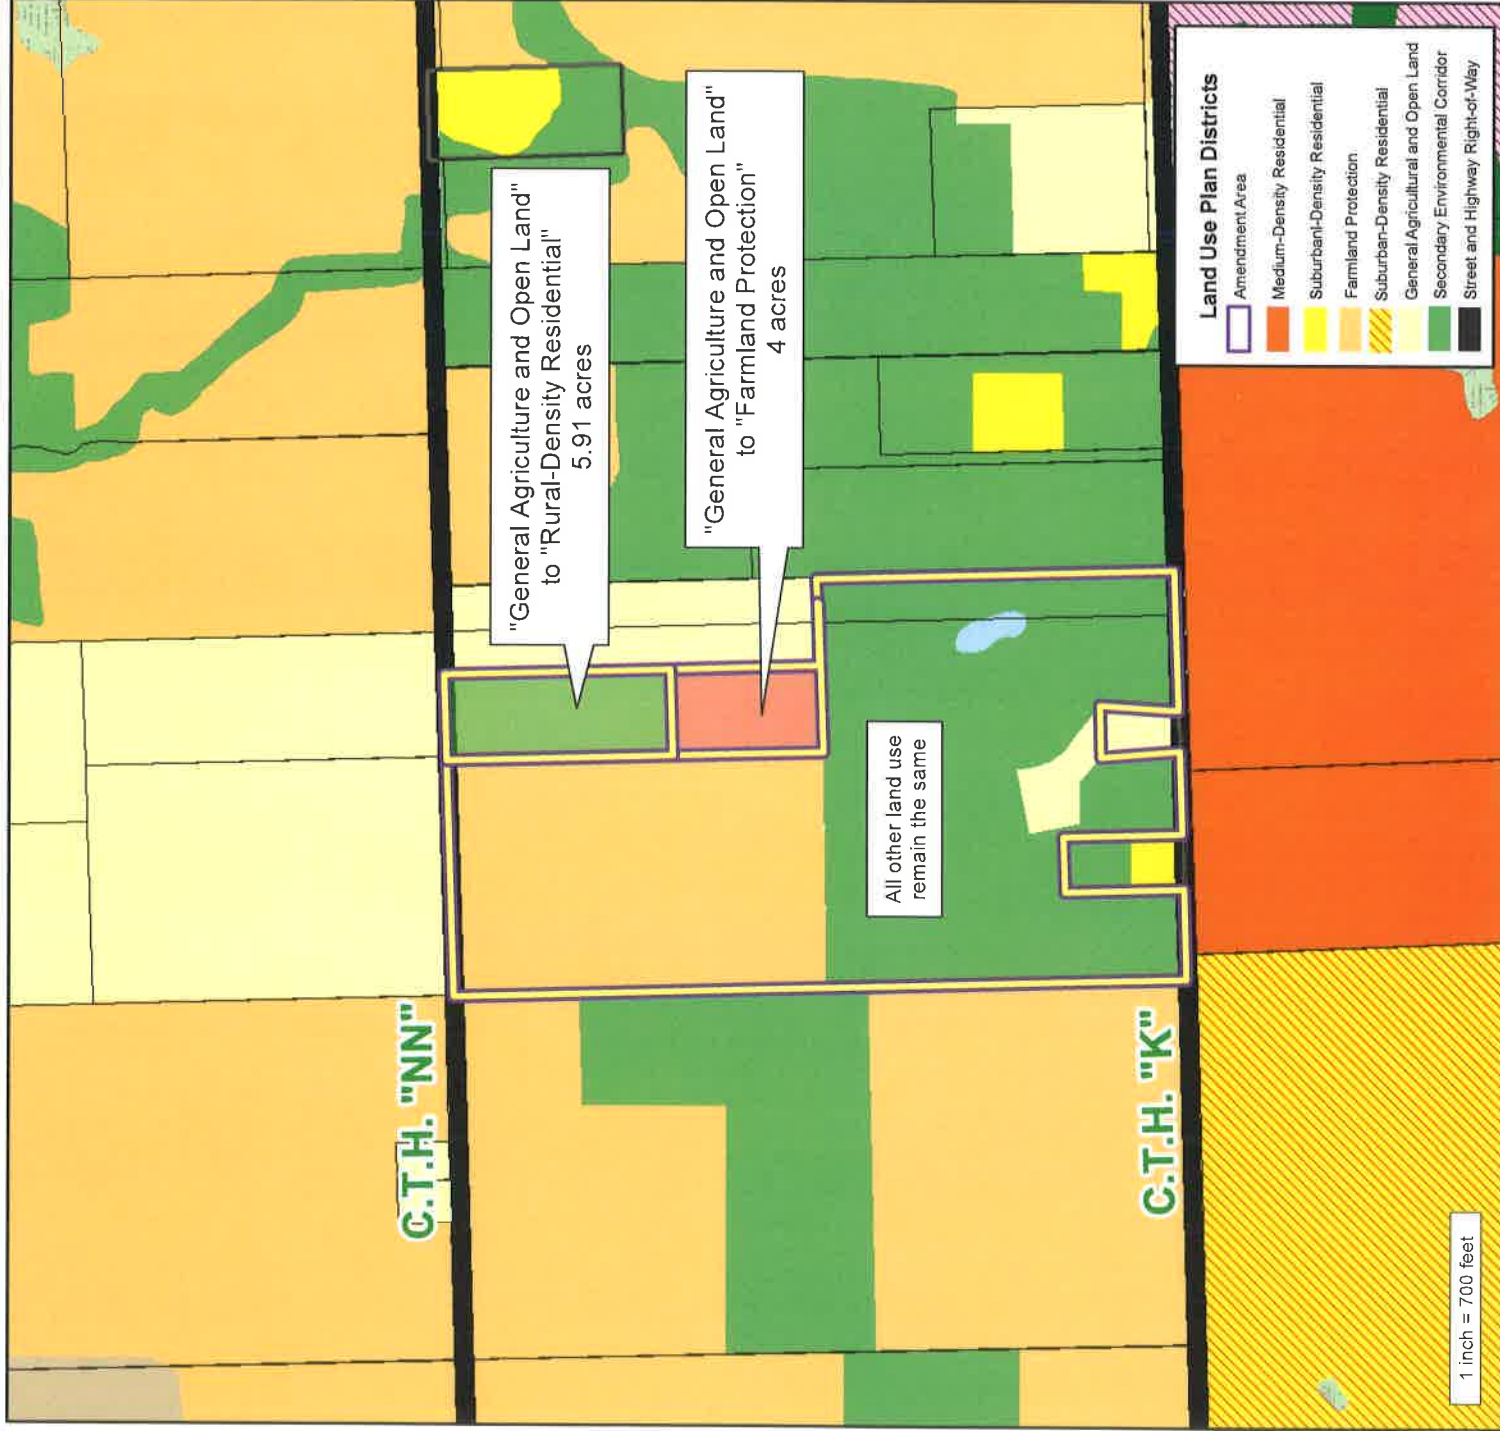 "General Agriculture and Open Land"
to "Rural-Density Residential"
5.91 acres
"General Agriculture and Open Land"
to "Farmland Protection"
4 acres
All other land use
remain the same
C.T.H. "NN"
C.T.H. "K"
Land Use Plan Districts
Amendment Area
Medium-Density Residential
Suburbanl-Density Residential
Farmland Protection
Suburban-Density Residential
General Agricultural and Open Land
Secondary Environmental Corridor
Street and Highway Right-of-Way
1 inch = 700 feet